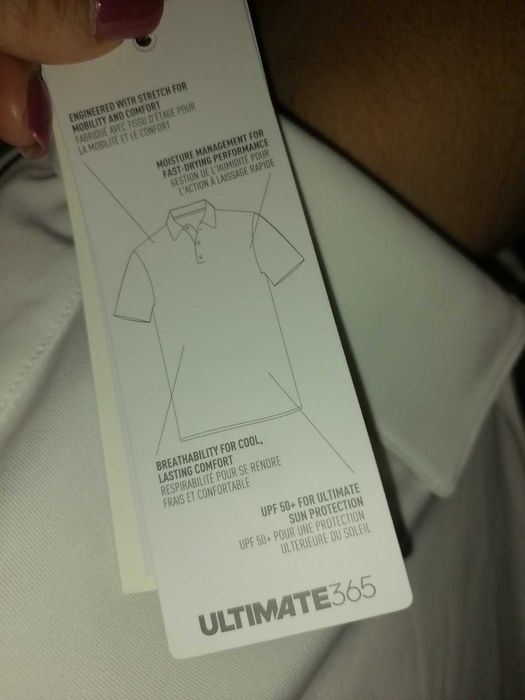 ENGINEERED WITH STRETCH FOR
MOBILITY AND COMFORT
FABRIQUÉ AVEC TISSU D'ÉTAGE POUR
LA MOBILITÉ ET LE CONFORT
MOISTURE MANAGEMENT FOR
FAST-DRYING PERFORMANCE
GESTION DE L'HUMIDITÉ POUR
L'ACTION À LAISSAGE RAPIDE
BREATHABILITY FOR COOL,
LASTING COMFORT
RESPIRABILITÉ POUR SE RENDRE
FRAIS ET CONFORTABLE
UPF 50+ FOR ULTIMATE
SUN PROTECTION
UPF 50+ POUR UNE PROTECTION
ULTERIEURE DU SOLEIL
ULTIMATE365